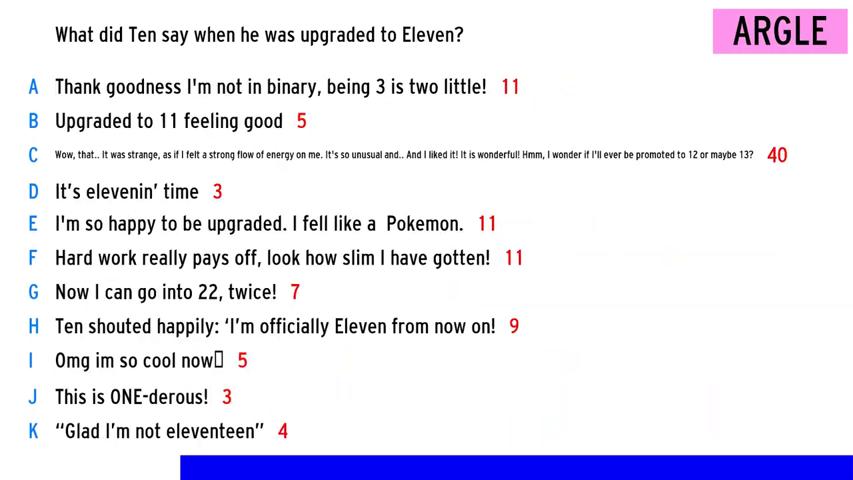 What did Ten say when he was upgraded to Eleven?
ARGLE
A Thank goodness I'm not in binary, being 3 is two little! 11
B Upgraded to 11 feeling good 5
C Wow, that.. It was strange, as if I felt a strong flow of energy on me. It's so unusual and.. And I liked it! It is wonderful! Hmm, I wonder if I'll ever be promoted to 12 or maybe 13? 40
D It’s elevenin’ time 3
E I'm so happy to be upgraded. I fell like a Pokemon. 11
F Hard work really pays off, look how slim I have gotten! 11
G Now I can go into 22, twice! 7
H Ten shouted happily: ‘I’m officially Eleven from now on! 9
I Omg im so cool now▯ 5
J This is ONE-derous! 3
K “Glad I’m not eleventeen” 4